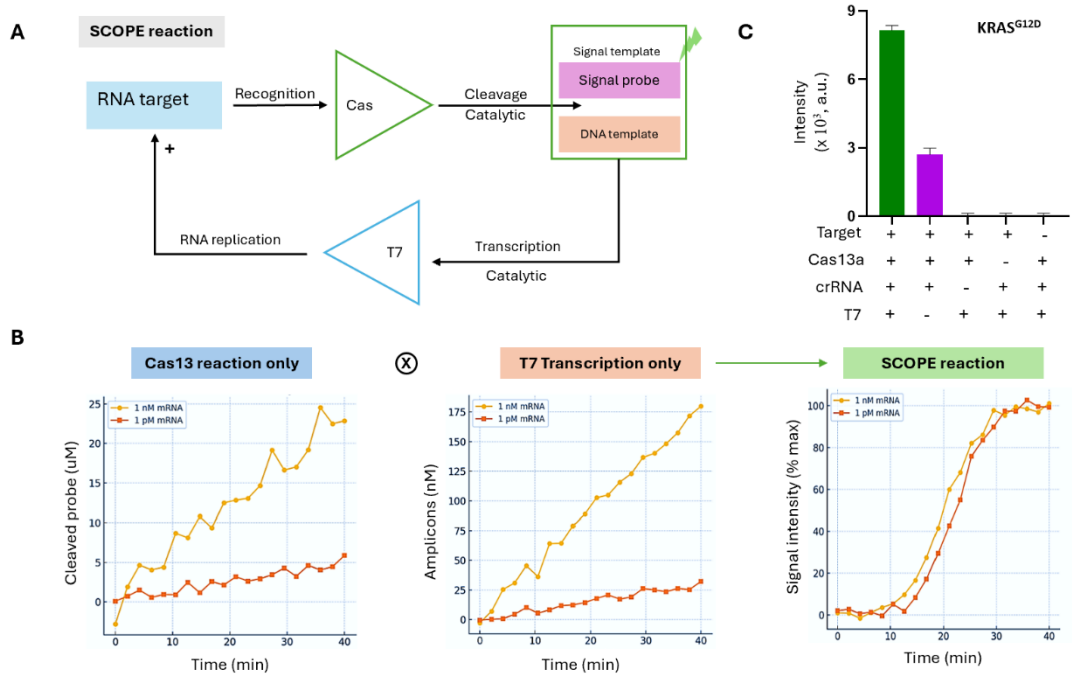 A
SCOPE reaction
RNA target
Recognition
Cas
Cleavage
Catalytic
Signal template
Signal probe
DNA template
+
RNA replication
T7
Transcription
Catalytic
C
KRAS^G12D
Intensity
(x 10³, a.u.)
9
6
3
0
Target + + + + -
Cas13a + + + - +
crRNA + + - + +
T7 + - + + +
B
Cas13 reaction only
X
T7 Transcription only
SCOPE reaction
1 nM mRNA
1 pM mRNA
Cleaved probe (uM)
25
20
15
10
5
0
0 10 20 30 40
Time (min)
1 nM mRNA
1 pM mRNA
Amplicons (nM)
175
150
125
100
75
50
25
0
0 10 20 30 40
Time (min)
1 nM mRNA
1 pM mRNA
Signal intensity (% max)
100
80
60
40
20
0
0 10 20 30 40
Time (min)